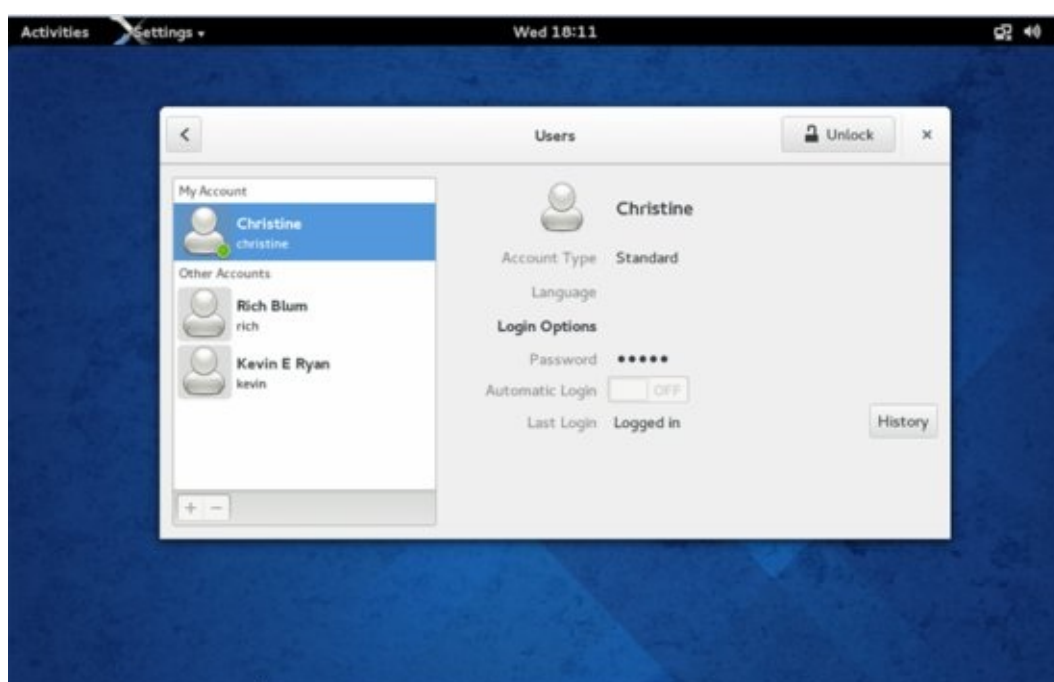 Activities Settings Wed 18:11
Users Unlock
My Account
Christine
christine
Other Accounts
Rich Blum
rich
Kevin E Ryan
kevin
Christine
Account Type Standard
Language
Login Options
Password •••••
Automatic Login OFF
Last Login Logged in History